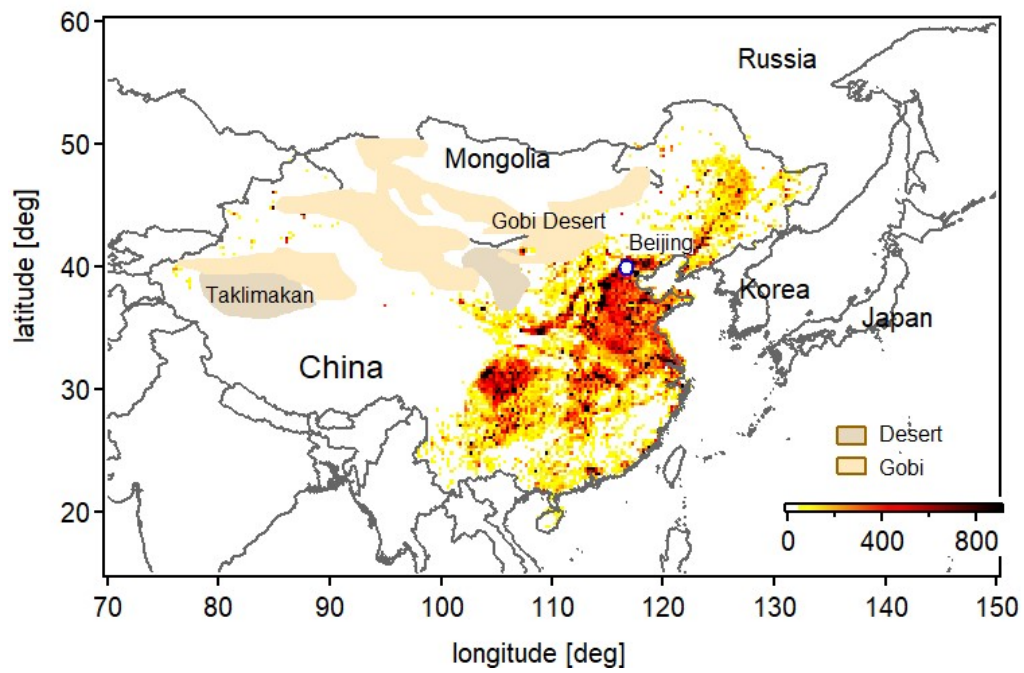 60
50
40
30
20
latitude [deg]
Russia
Mongolia
Gobi Desert
Beijing
Taklimakan
Korea
Japan
China
Desert
Gobi
0 400 800
70 80 90 100 110 120 130 140 150
longitude [deg]